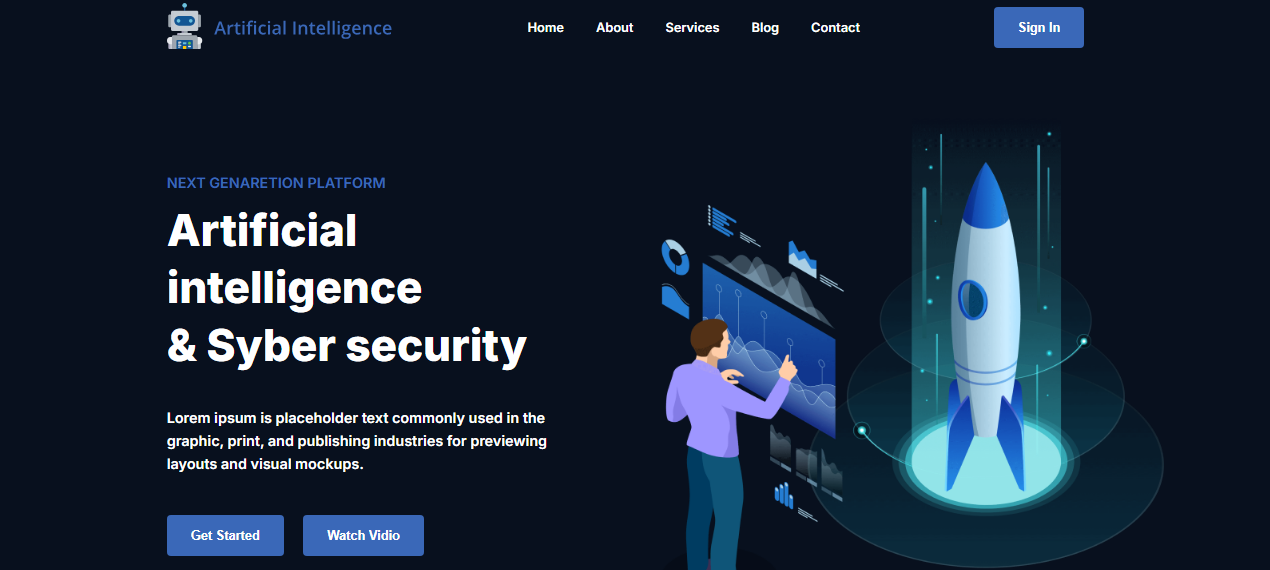 Artificial Intelligence
Home About Services Blog Contact
Sign In
NEXT GENARETION PLATFORM
Artificial
intelligence
& Syber security
Lorem ipsum is placeholder text commonly used in the
graphic, print, and publishing industries for previewing
layouts and visual mockups.
Get Started
Watch Vidio